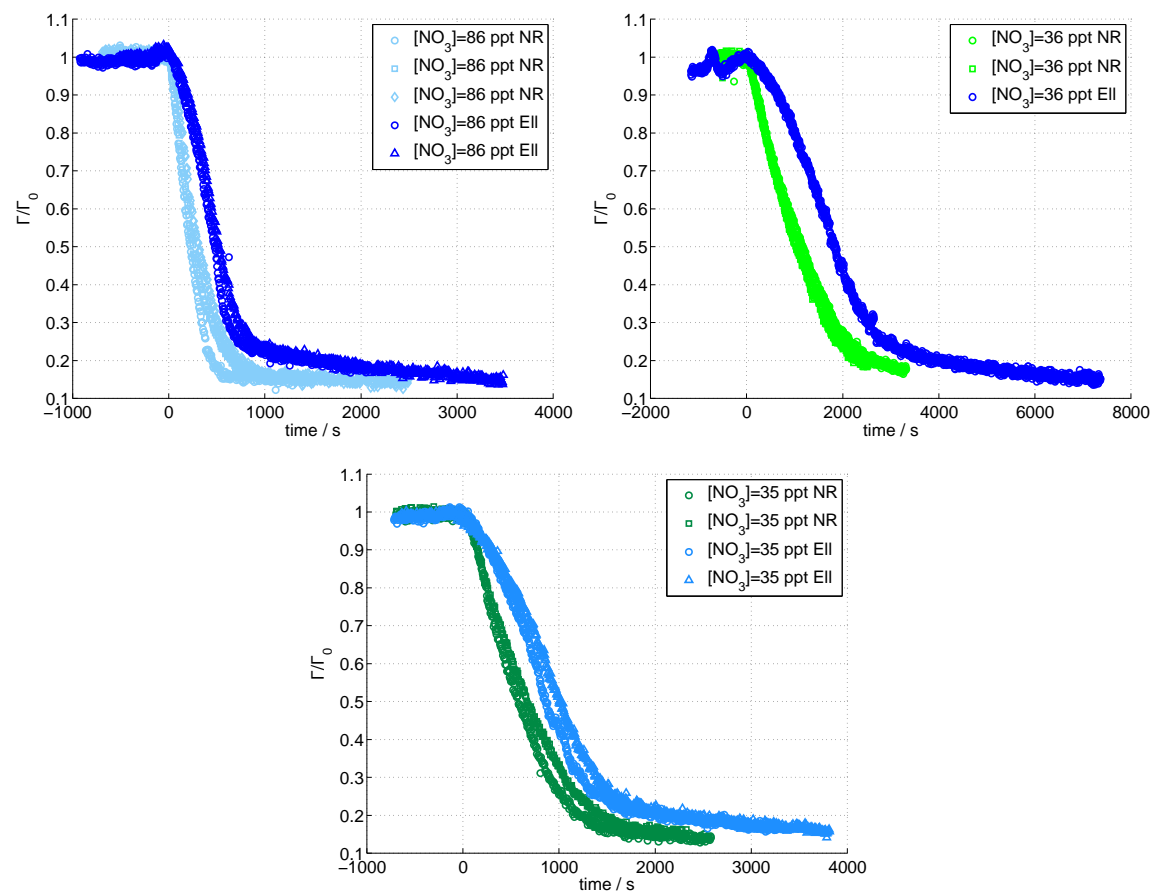 1.1
1
0.9
0.8
0.7
0.6
0.5
0.4
0.3
0.2
0.1
Γ/Γ₀
−1000 0 1000 2000 3000 4000
time / s
[NO₃]=86 ppt NR
[NO₃]=86 ppt NR
[NO₃]=86 ppt NR
[NO₃]=86 ppt Ell
[NO₃]=86 ppt Ell
1.1
1
0.9
0.8
0.7
0.6
0.5
0.4
0.3
0.2
0.1
Γ/Γ₀
−2000 0 2000 4000 6000 8000
time / s
[NO₃]=36 ppt NR
[NO₃]=36 ppt NR
[NO₃]=36 ppt Ell
1.1
1
0.9
0.8
0.7
0.6
0.5
0.4
0.3
0.2
0.1
Γ/Γ₀
−1000 0 1000 2000 3000 4000
time / s
[NO₃]=35 ppt NR
[NO₃]=35 ppt NR
[NO₃]=35 ppt Ell
[NO₃]=35 ppt Ell